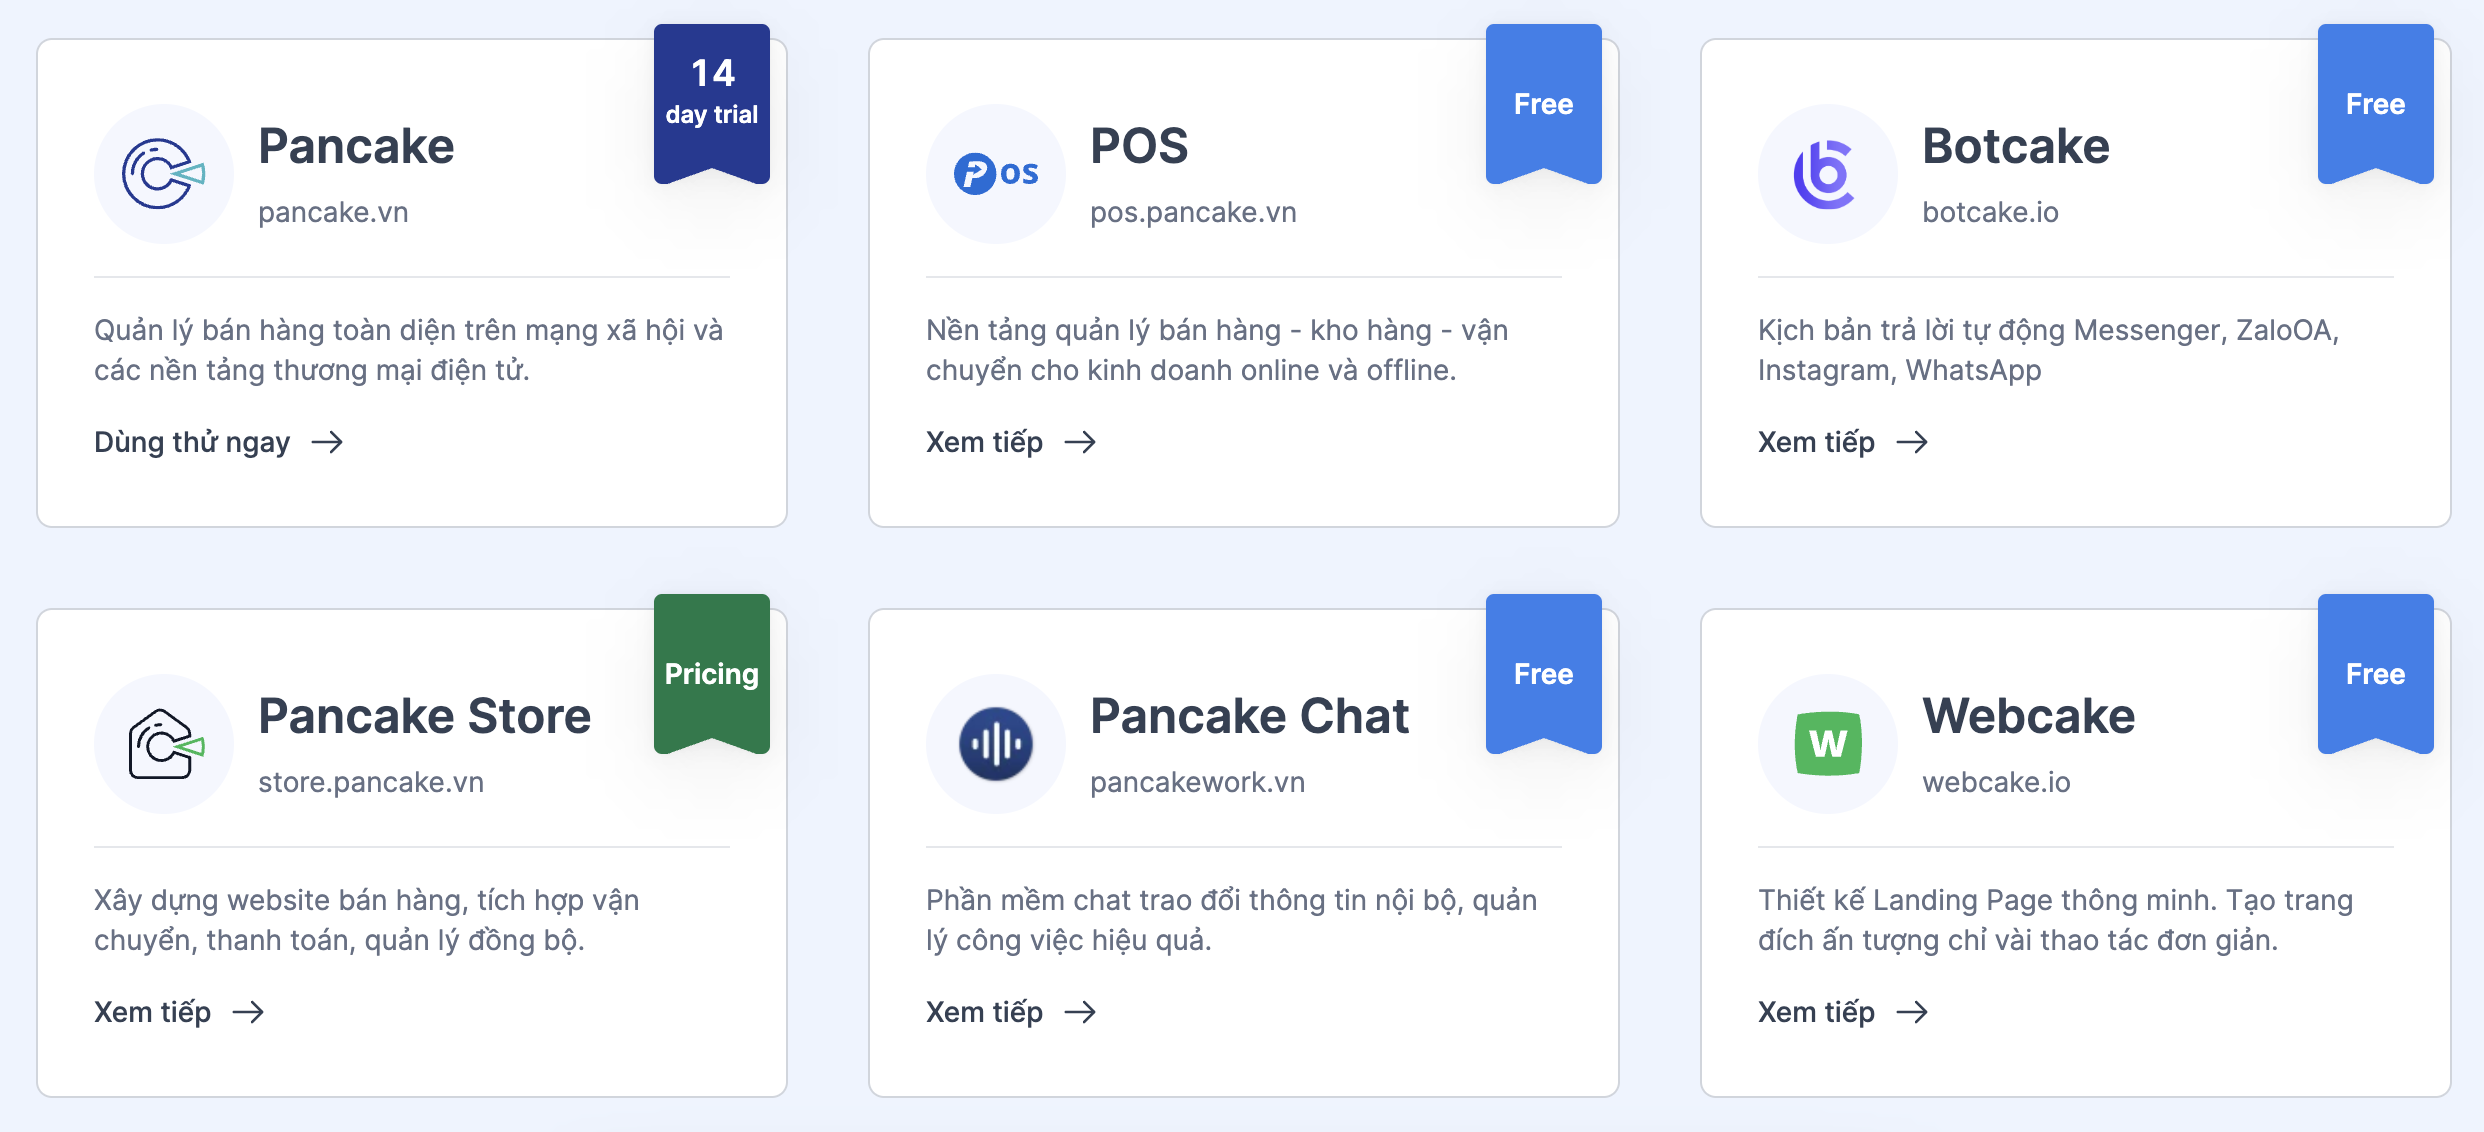 14
day trial
Pancake
pancake.vn
Quản lý bán hàng toàn diện trên mạng xã hội và
các nền tảng thương mại điện tử.
Dùng thử ngay
Free
POS
Pos
pos.pancake.vn
Nền tảng quản lý bán hàng - kho hàng - vận
chuyển cho kinh doanh online và offline.
Xem tiếp
Free
Botcake
botcake.io
Kịch bản trả lời tự động Messenger, ZaloOA,
Instagram, WhatsApp
Xem tiếp
Pricing
Pancake Store
store.pancake.vn
Xây dựng website bán hàng, tích hợp vận
chuyển, thanh toán, quản lý đồng bộ.
Xem tiếp
Free
Pancake Chat
pancakework.vn
Phần mềm chat trao đổi thông tin nội bộ, quản
lý công việc hiệu quả.
Xem tiếp
Free
W
Webcake
webcake.io
Thiết kế Landing Page thông minh. Tạo trang
đích ấn tượng chỉ vài thao tác đơn giản.
Xem tiếp